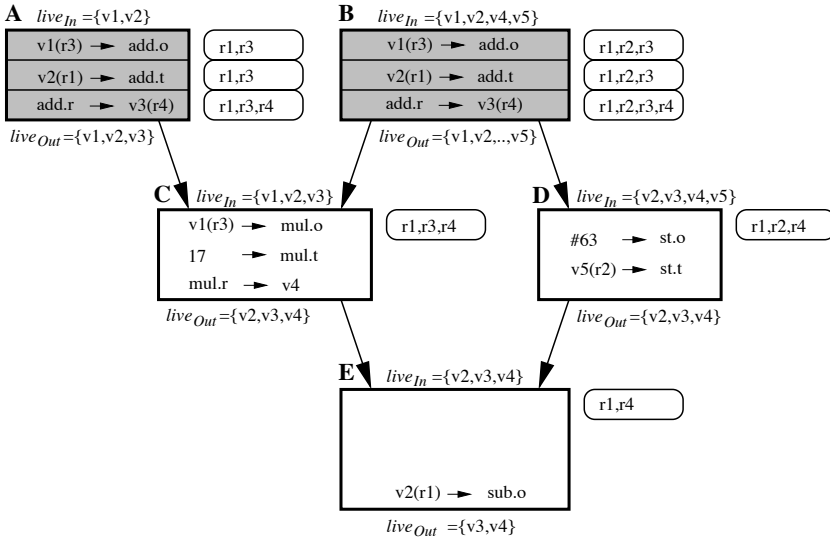 A live_In ={v1,v2}
v1(r3) → add.o r1,r3
v2(r1) → add.t r1,r3
add.r → v3(r4) r1,r3,r4
live_Out ={v1,v2,v3}
B live_In ={v1,v2,v4,v5}
v1(r3) → add.o r1,r2,r3
v2(r1) → add.t r1,r2,r3
add.r → v3(r4) r1,r2,r3,r4
live_Out ={v1,v2,..,v5}
C live_In ={v1,v2,v3}
v1(r3) → mul.o r1,r3,r4
17 → mul.t
mul.r → v4
live_Out ={v2,v3,v4}
D live_In ={v2,v3,v4,v5}
#63 → st.o r1,r2,r4
v5(r2) → st.t
live_Out ={v2,v3,v4}
E live_In ={v2,v3,v4}
r1,r4
v2(r1) → sub.o
live_Out ={v3,v4}